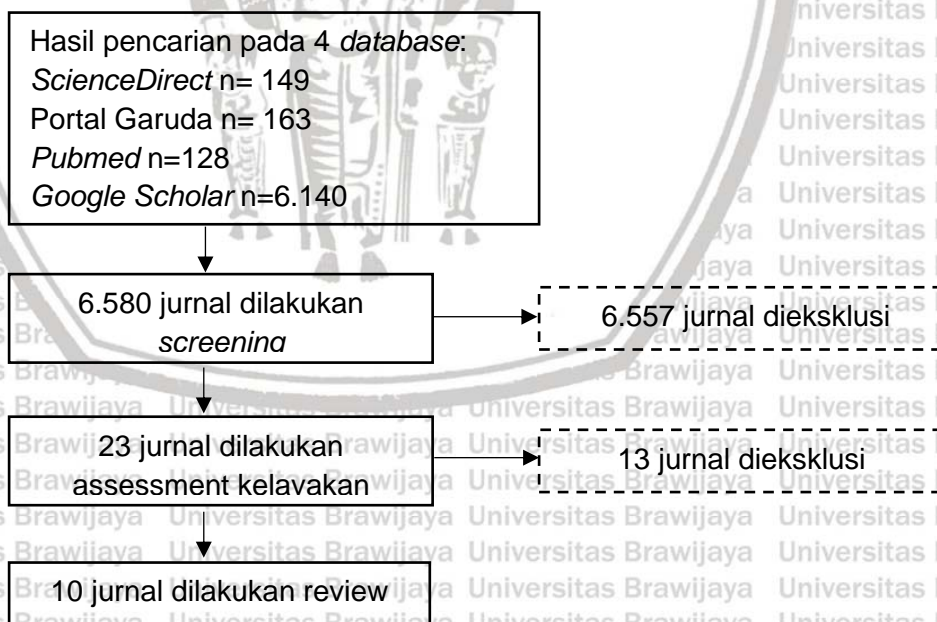 Hasil pencarian pada 4 database:
ScienceDirect n= 149
Portal Garuda n= 163
Pubmed n=128
Google Scholar n=6.140
6.580 jurnal dilakukan
screening
6.557 jurnal dieksklusi
23 jurnal dilakukan
assessment kelayakan
13 jurnal dieksklusi
10 jurnal dilakukan review